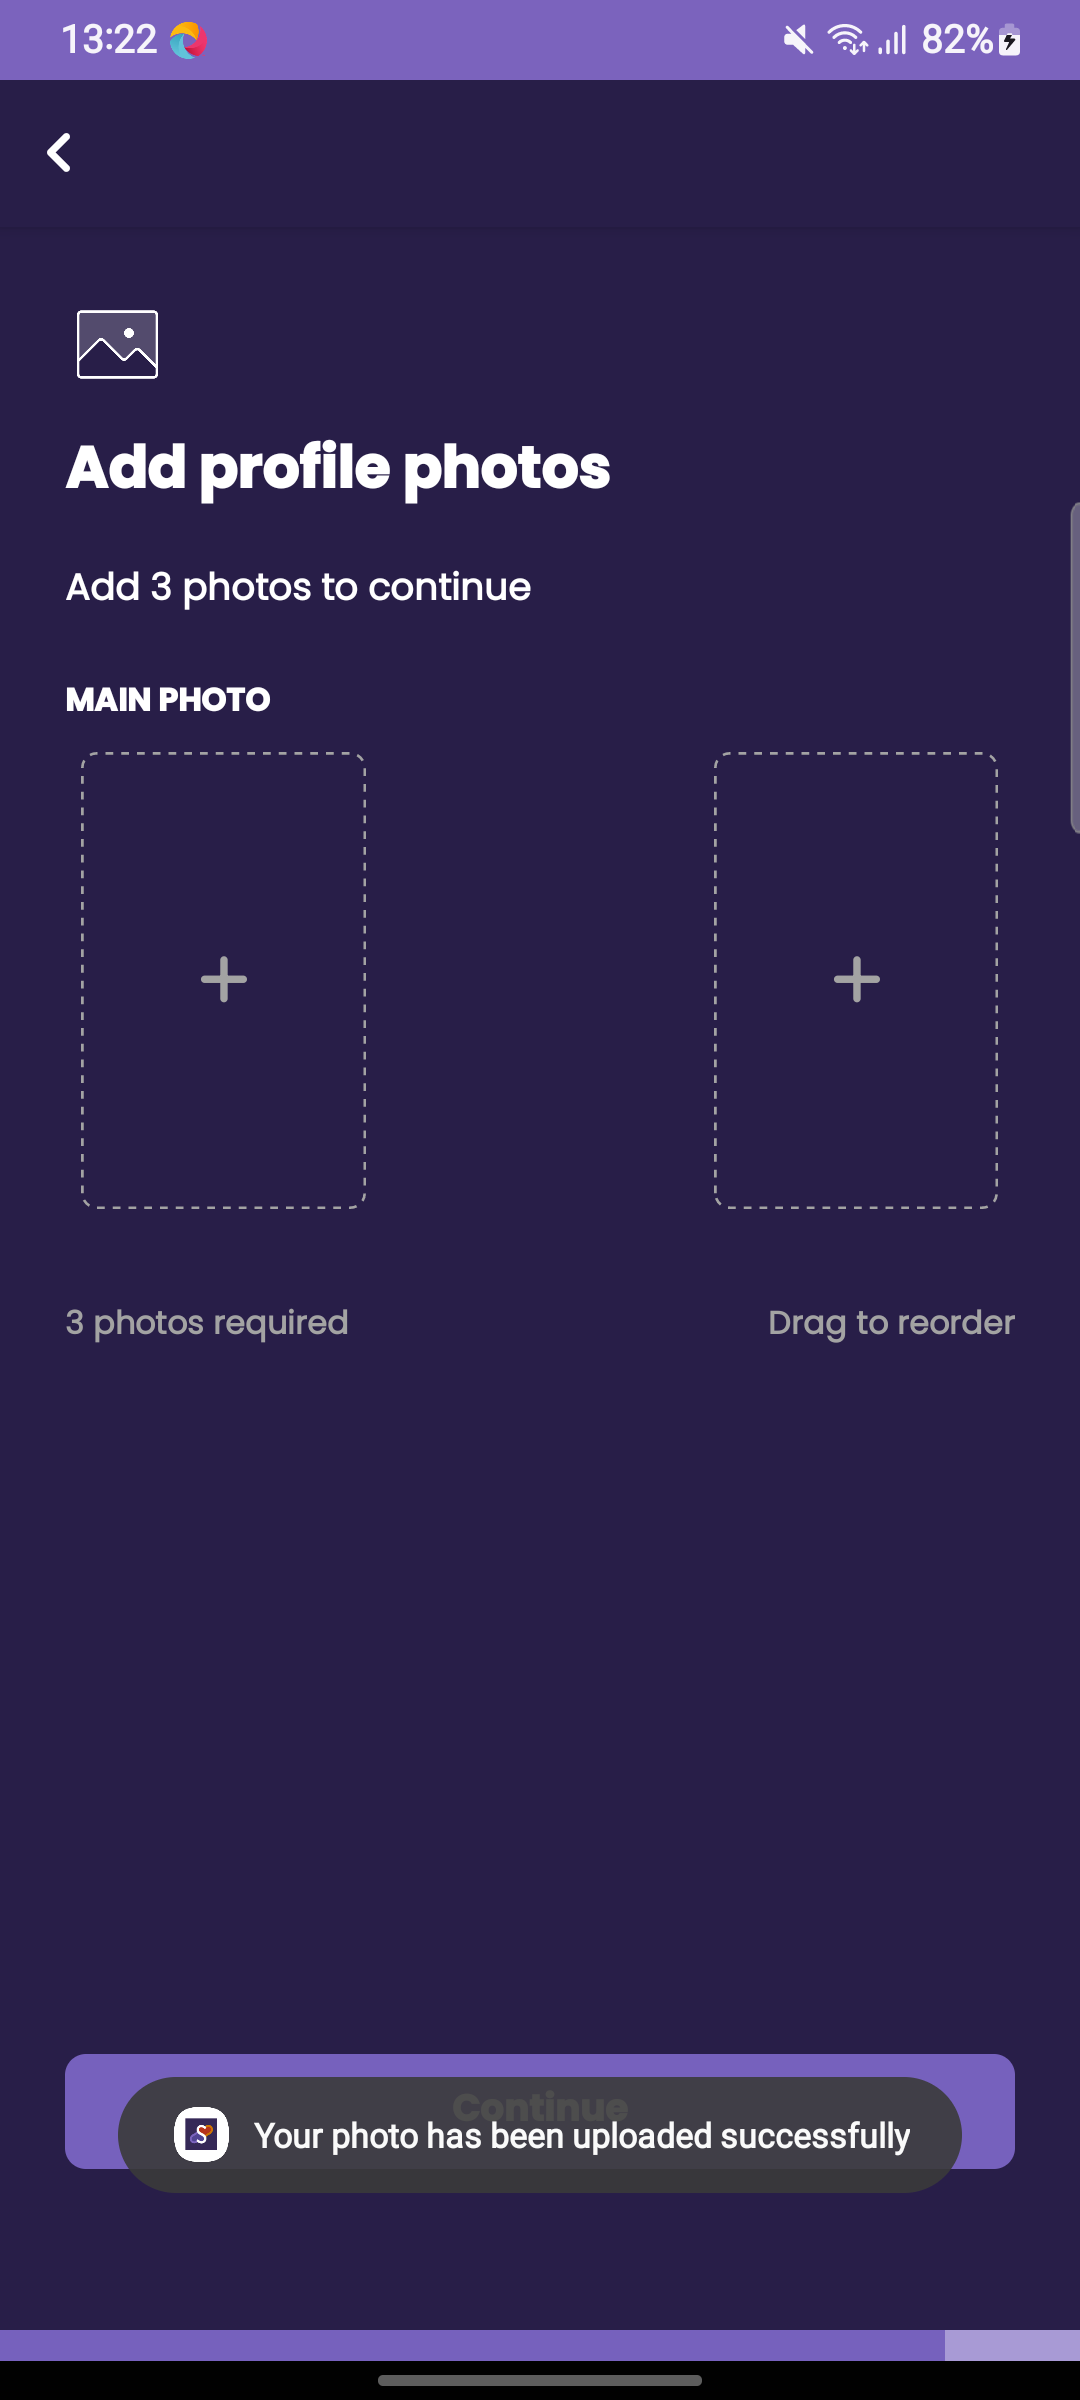 13:22
82%
Add profile photos
Add 3 photos to continue
MAIN PHOTO
3 photos required
Drag to reorder
Continue
Your photo has been uploaded successfully